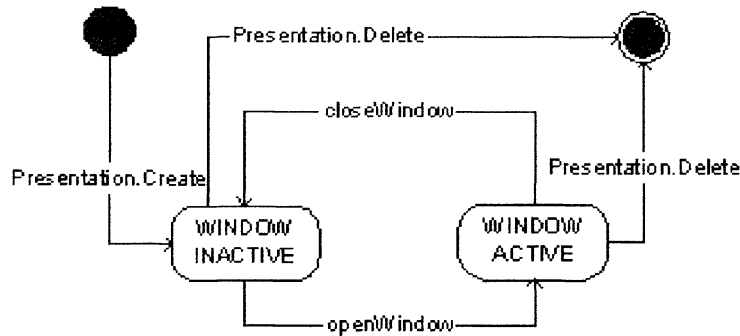 Presentation.Delete
closeWindow
Presentation.Delete
Presentation.Create
WINDOW
INACTIVE
WINDOW
ACTIVE
openWindow